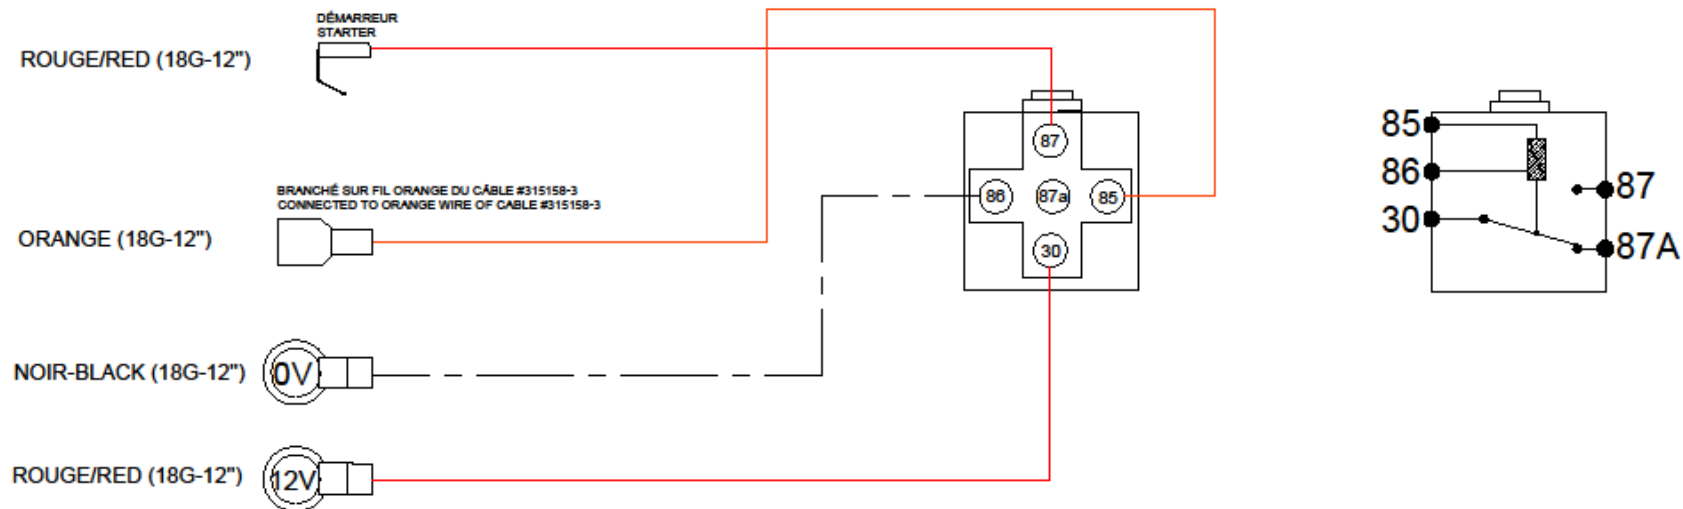 DÉMARREUR
STARTER
ROUGE/RED (18G-12")
87
86
87a
85
30
BRANCHÉ SUR FIL ORANGE DU CÂBLE #315158-3
CONNECTED TO ORANGE WIRE OF CABLE #315158-3
ORANGE (18G-12")
NOIR-BLACK (18G-12")
0V
ROUGE/RED (18G-12")
12V
85
86
30
87
87A